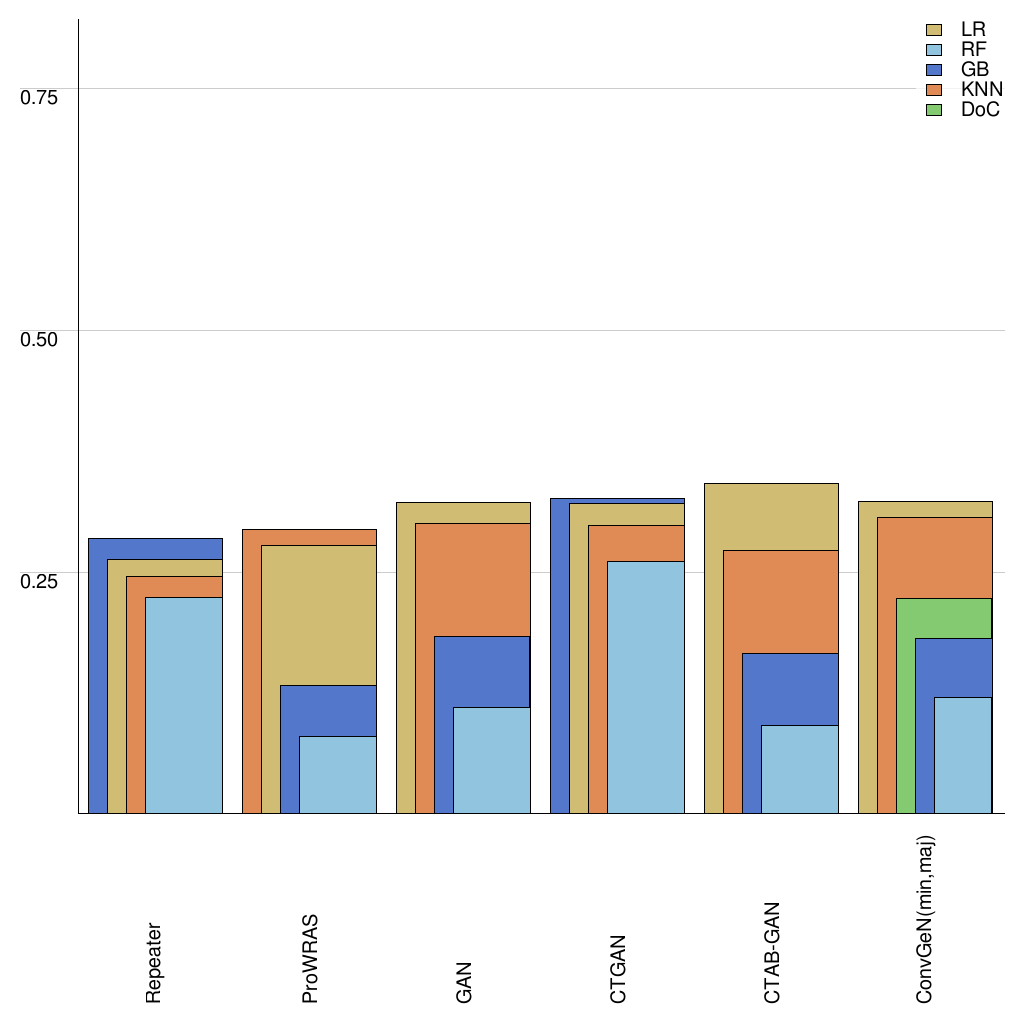 LR
RF
GB
KNN
DoC
0.75
0.50
0.25
Repeater
ProWRAS
GAN
CTGAN
CTAB-GAN
ConvGeN(min,maj)